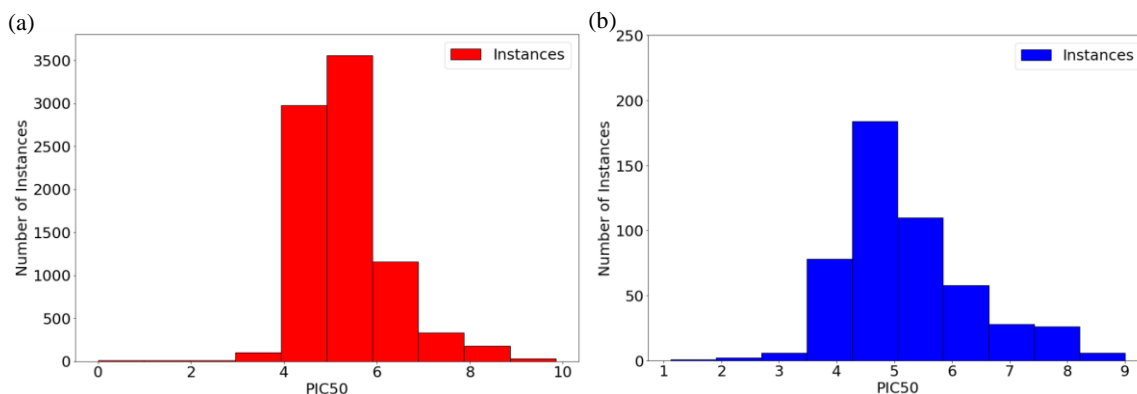 (a)
Instances
3500
3000
2500
2000
1500
1000
500
0
Number of Instances
0 2 4 6 8 10
PIC50
(b)
Instances
250
200
150
100
50
0
Number of Instances
1 2 3 4 5 6 7 8 9
PIC50